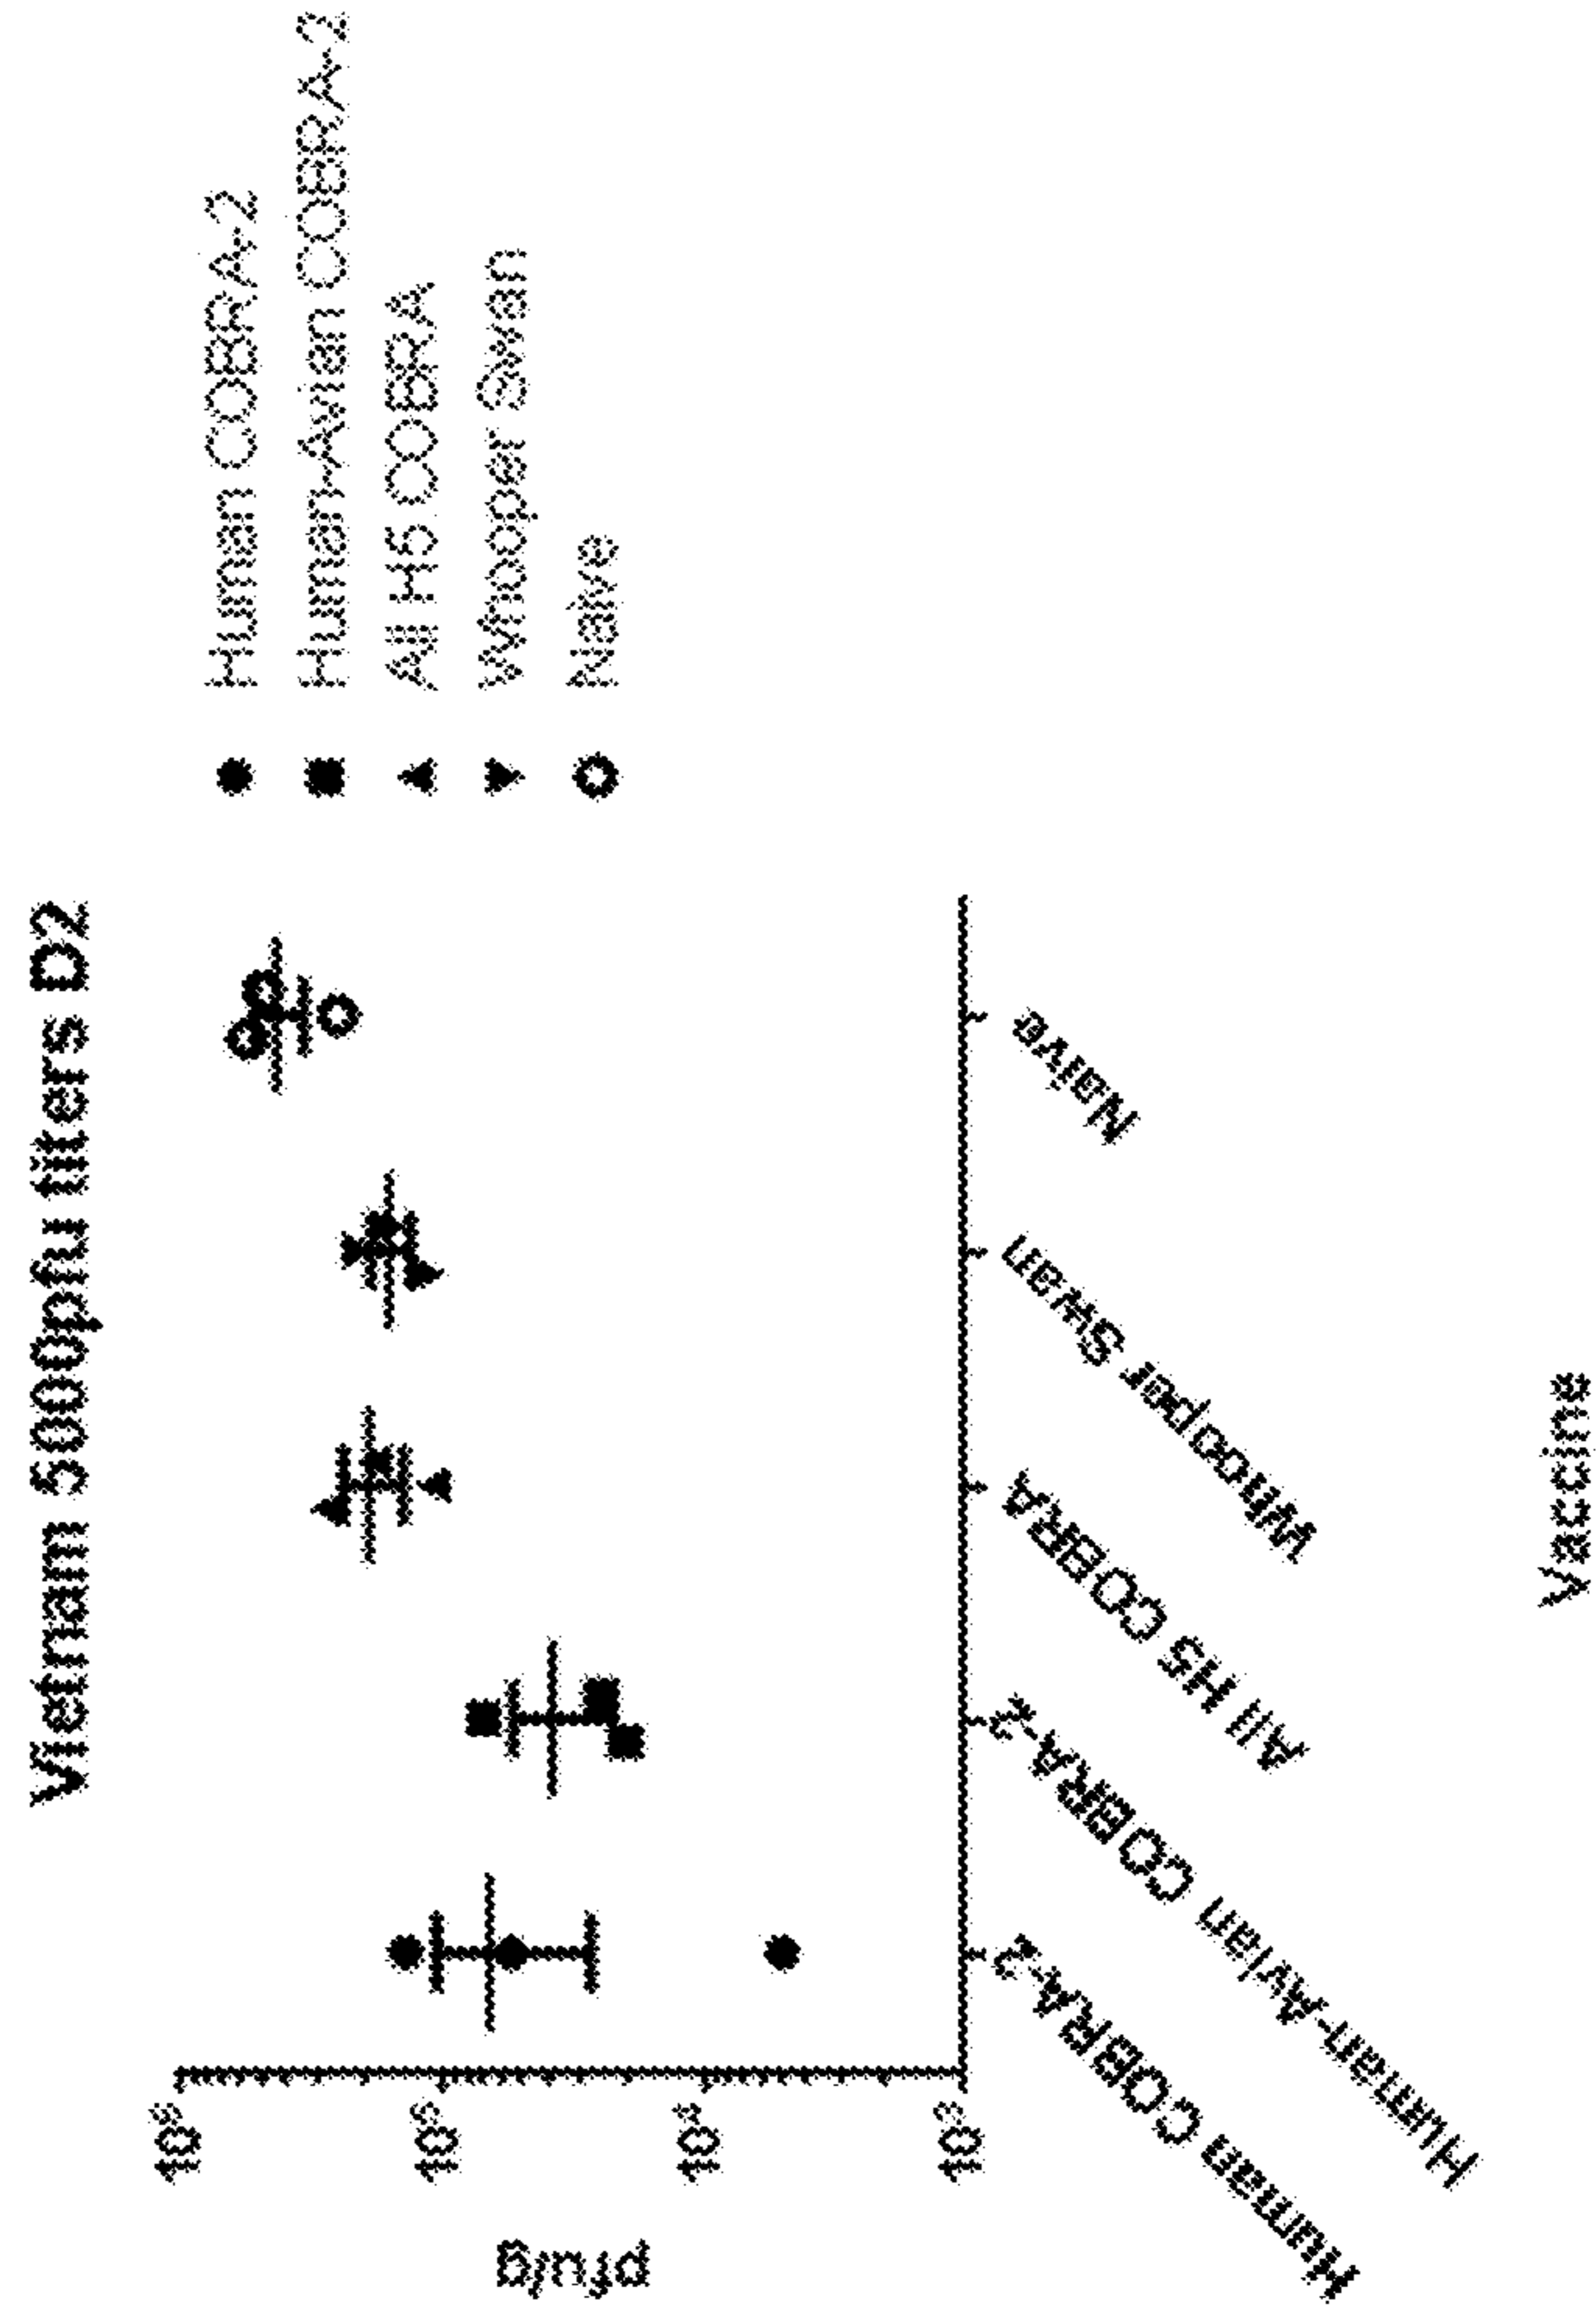 Vietnam 5000pfu titers D2
pfu/g
10⁶
10⁵
10⁴
10³
Human COBRA-2
Human-Avian COBRA-2
All H5 COBRA
Whooper Swan
Naive
Vaccine
Human COBRA-2
Human-Avian COBRA-2
All H5 COBRA
Whooper Swan
Naive